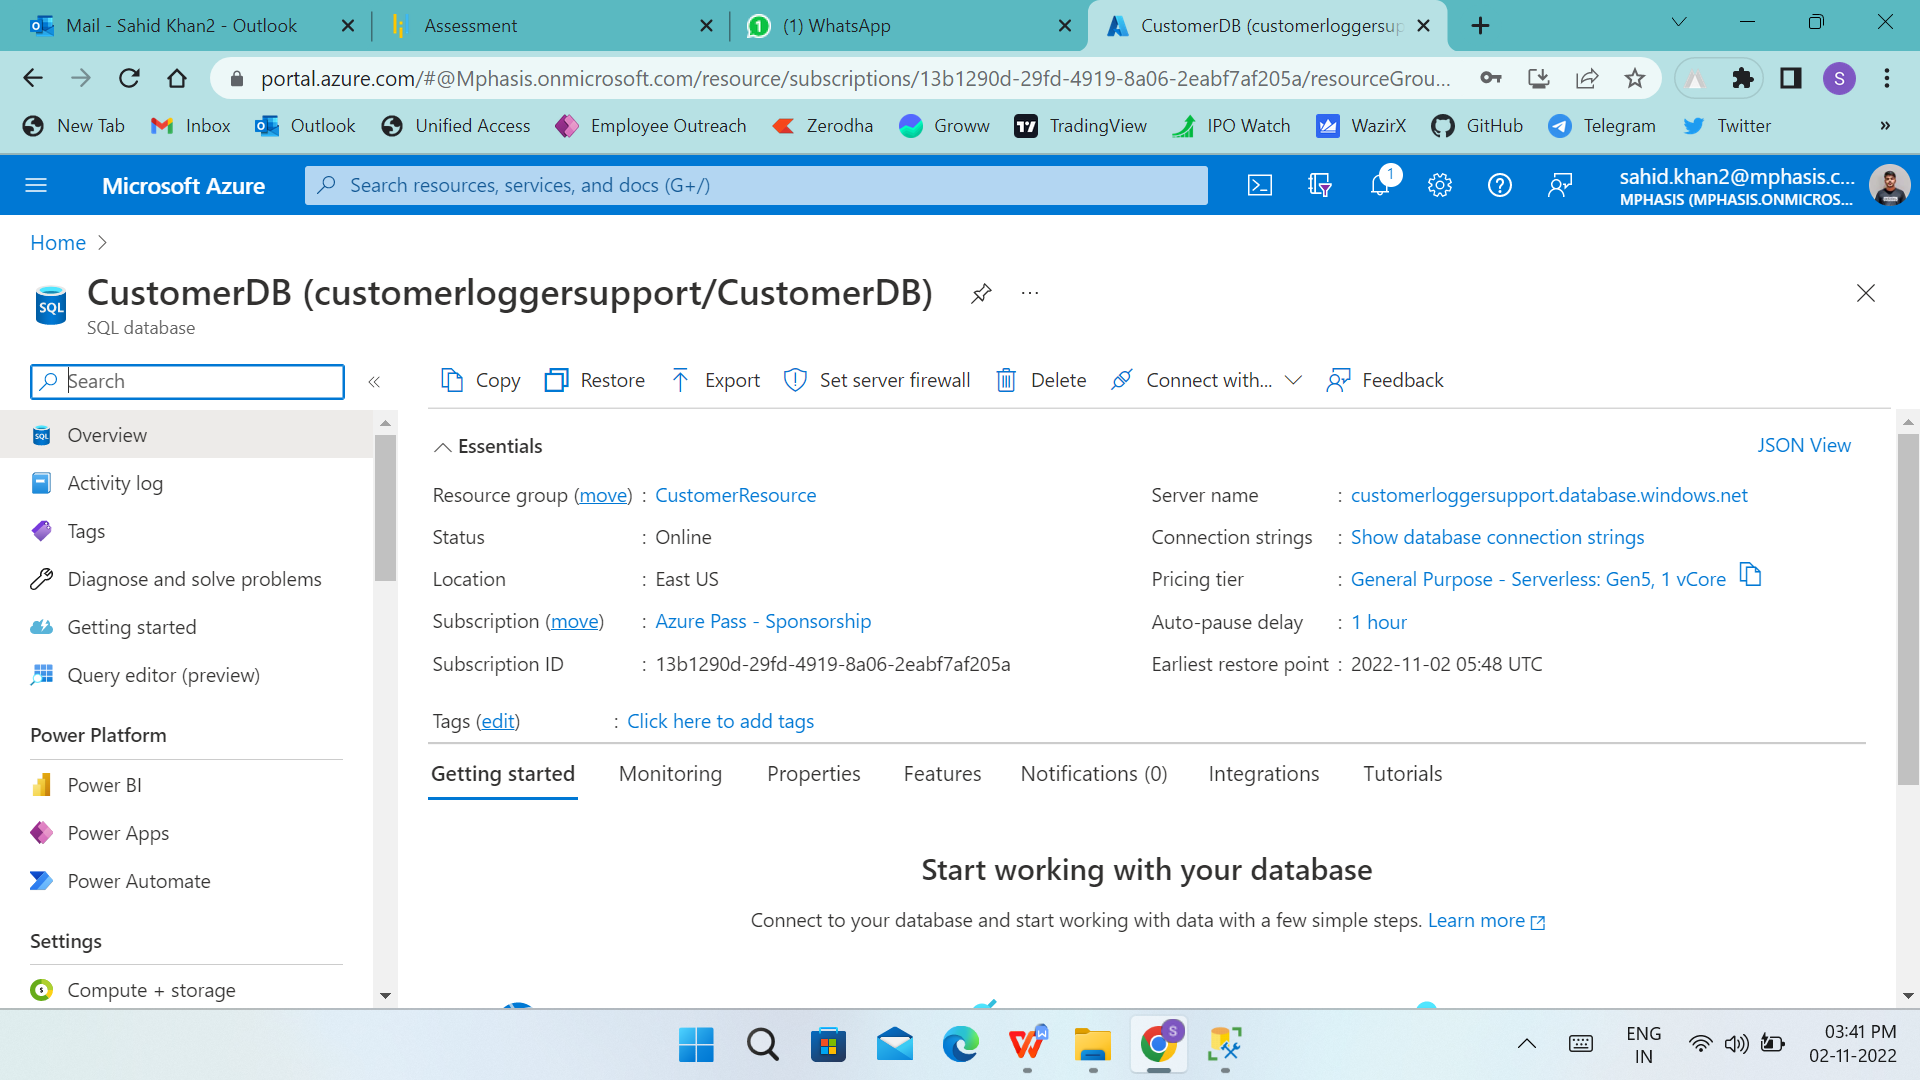 Mail - Sahid Khan2 - Outlook
Assessment
(1) WhatsApp
CustomerDB (customerloggersup
portal.azure.com/#@Mphasis.onmicrosoft.com/resource/subscriptions/13b1290d-29fd-4919-8a06-2eabf7af205a/resourceGrou...
S
New Tab
Inbox
Outlook
Unified Access
Employee Outreach
Zerodha
Groww
TradingView
IPO Watch
WazirX
GitHub
Telegram
Twitter
»
Microsoft Azure
Search resources, services, and docs (G+/)
1
sahid.khan2@mphasis.c...
MPHASIS (MPHASIS.ONMICROS...
Home
SQL
CustomerDB (customerloggersupport/CustomerDB)
...
SQL database
Search
«
Copy
Restore
Export
Set server firewall
Delete
Connect with...
Feedback
Overview
Activity log
Tags
Diagnose and solve problems
Getting started
Query editor (preview)
Power Platform
Power BI
Power Apps
Power Automate
Settings
Compute + storage
Essentials
JSON View
Resource group (move) : CustomerResource
Status : Online
Location : East US
Subscription (move) : Azure Pass - Sponsorship
Subscription ID : 13b1290d-29fd-4919-8a06-2eabf7af205a
Server name : customerloggersupport.database.windows.net
Connection strings : Show database connection strings
Pricing tier : General Purpose - Serverless: Gen5, 1 vCore
Auto-pause delay : 1 hour
Earliest restore point : 2022-11-02 05:48 UTC
Tags (edit) : Click here to add tags
Getting started
Monitoring
Properties
Features
Notifications (0)
Integrations
Tutorials
Start working with your database
Connect to your database and start working with data with a few simple steps. Learn more
ENG
IN
03:41 PM
02-11-2022